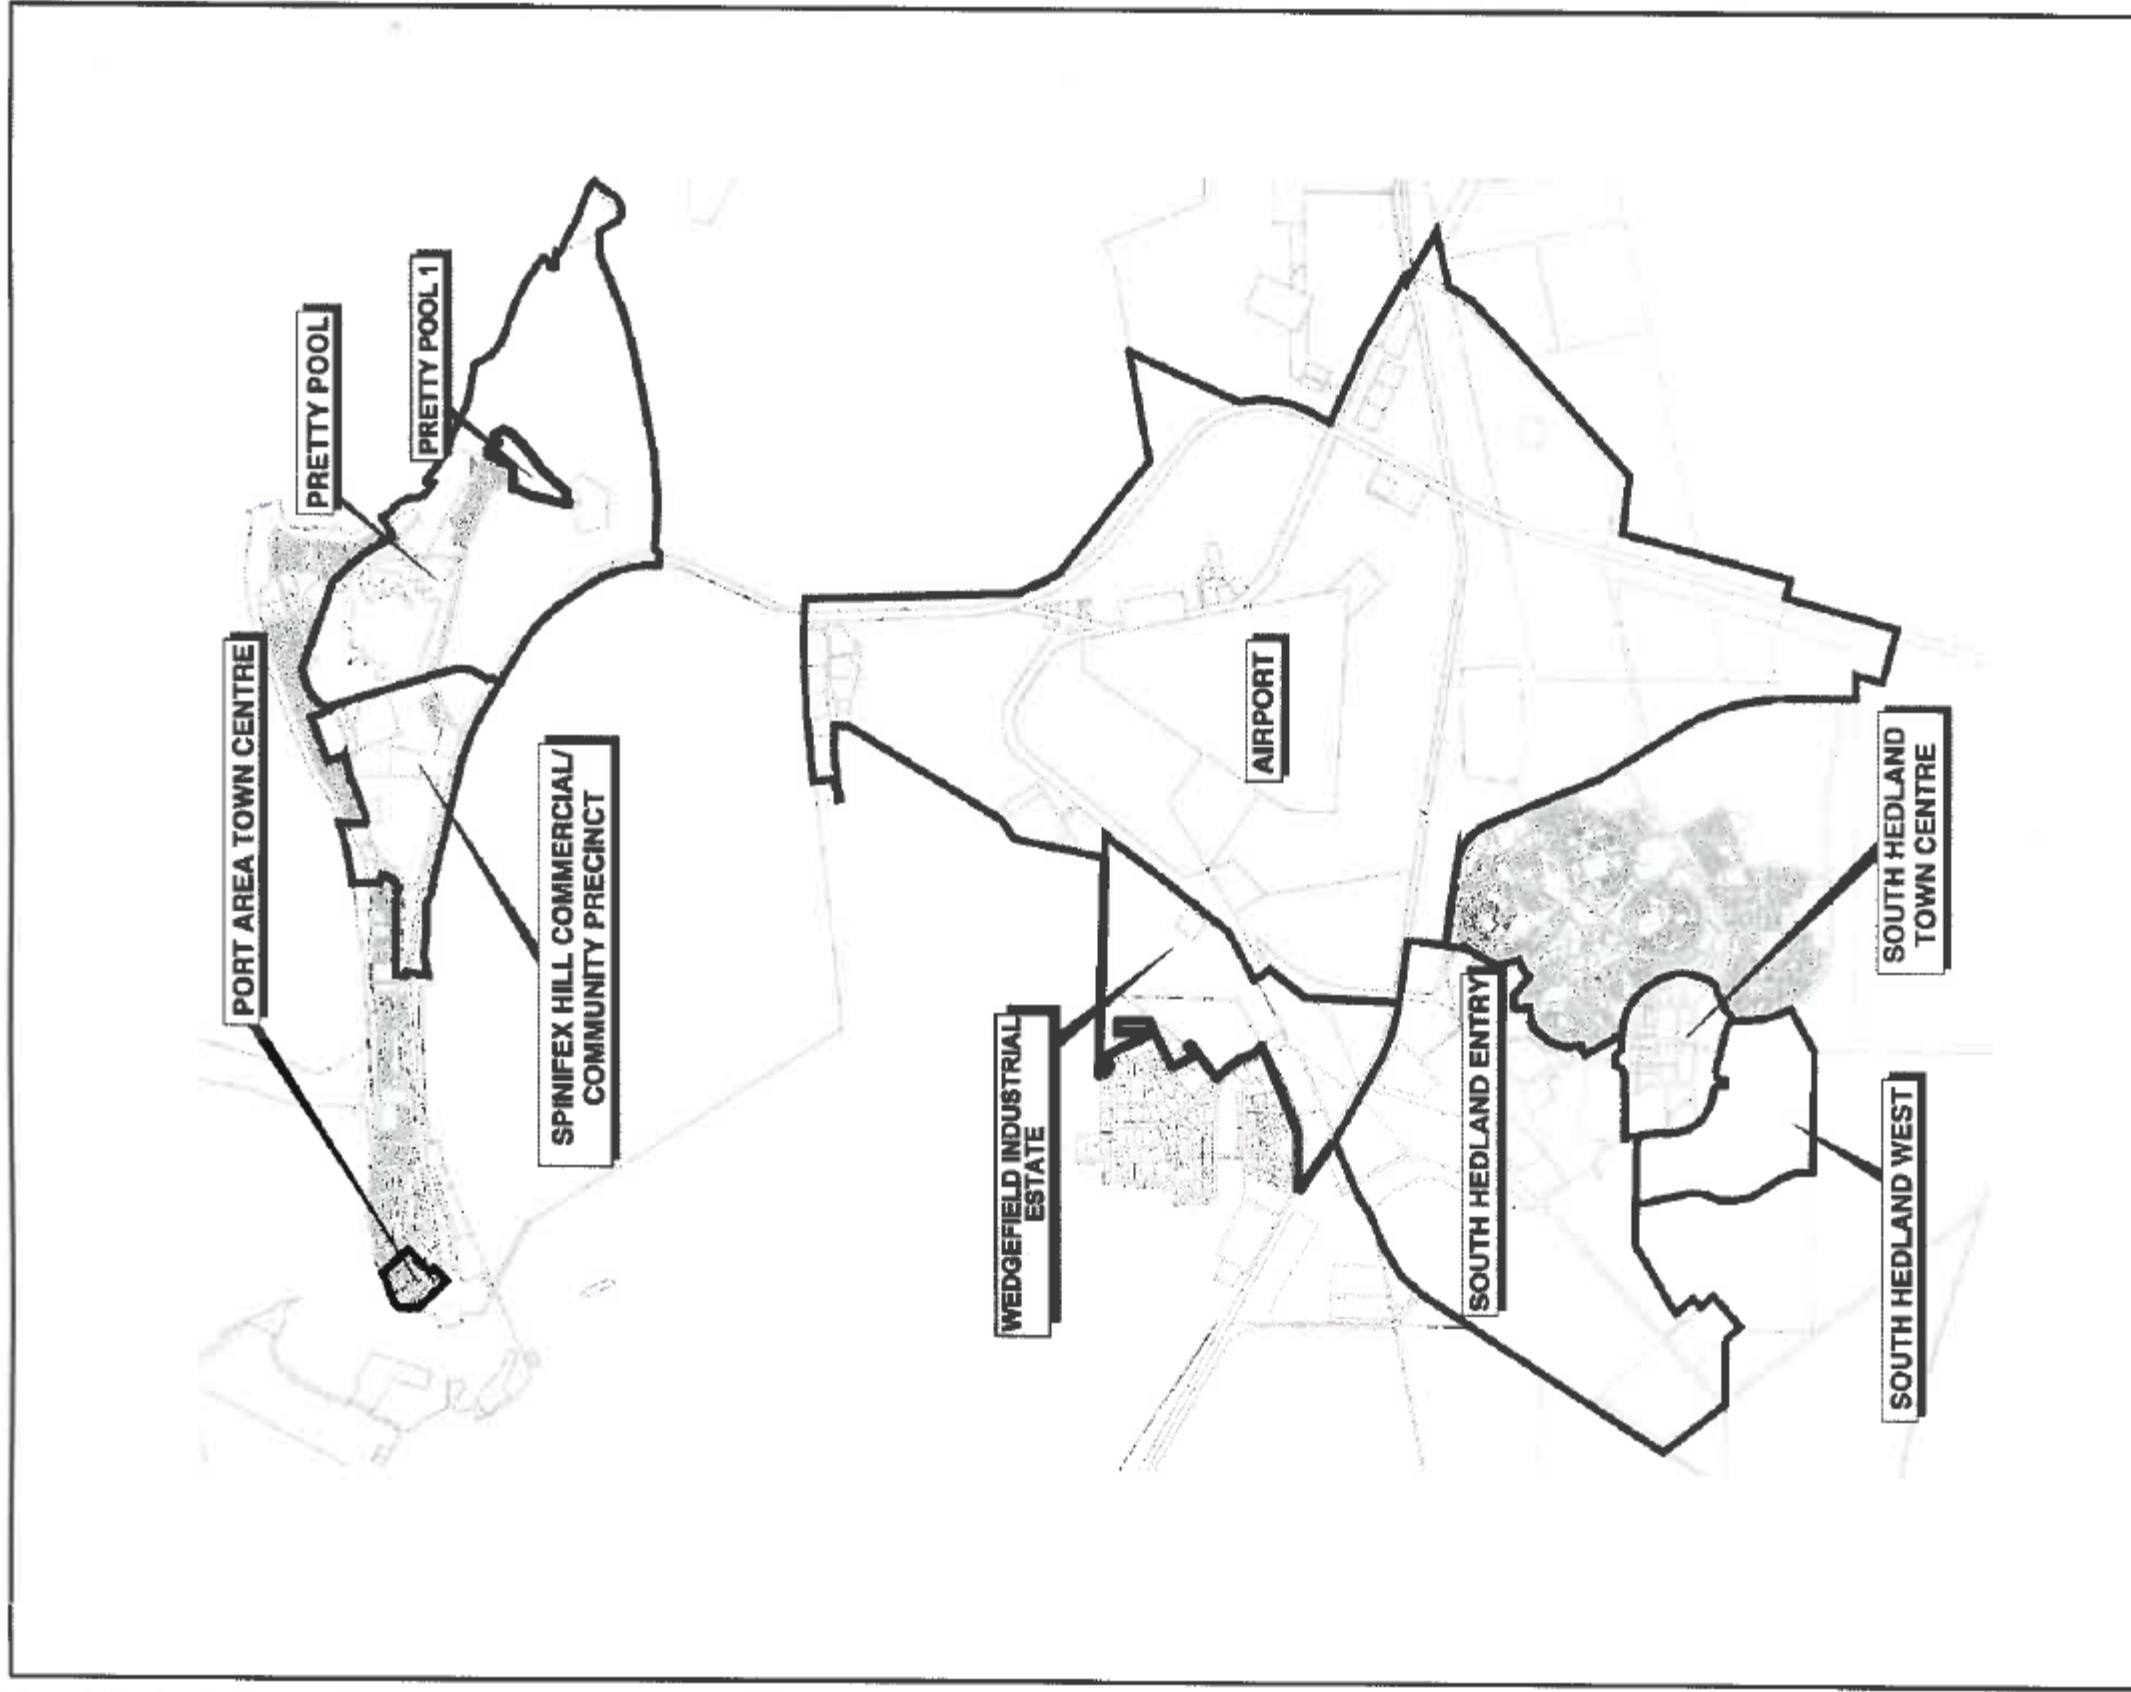 PORT AREA TOWN CENTRE
PRETTY POOL
PRETTY POOL 1
SPINIFEX HILL COMMERCIAL/
COMMUNITY PRECINCT
WEDGEFIELD INDUSTRIAL
ESTATE
AIRPORT
SOUTH HEDLAND ENTRY
SOUTH HEDLAND
TOWN CENTRE
SOUTH HEDLAND WEST